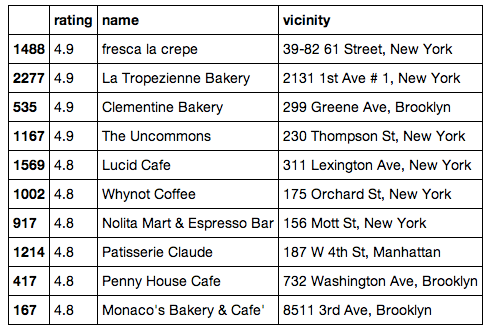 rating name vicinity
1488 4.9 fresca la crepe 39-82 61 Street, New York
2277 4.9 La Tropezienne Bakery 2131 1st Ave # 1, New York
535 4.9 Clementine Bakery 299 Greene Ave, Brooklyn
1167 4.9 The Uncommons 230 Thompson St, New York
1569 4.8 Lucid Cafe 311 Lexington Ave, New York
1002 4.8 Whynot Coffee 175 Orchard St, New York
917 4.8 Nolita Mart & Espresso Bar 156 Mott St, New York
1214 4.8 Patisserie Claude 187 W 4th St, Manhattan
417 4.8 Penny House Cafe 732 Washington Ave, Brooklyn
167 4.8 Monaco's Bakery & Cafe' 8511 3rd Ave, Brooklyn